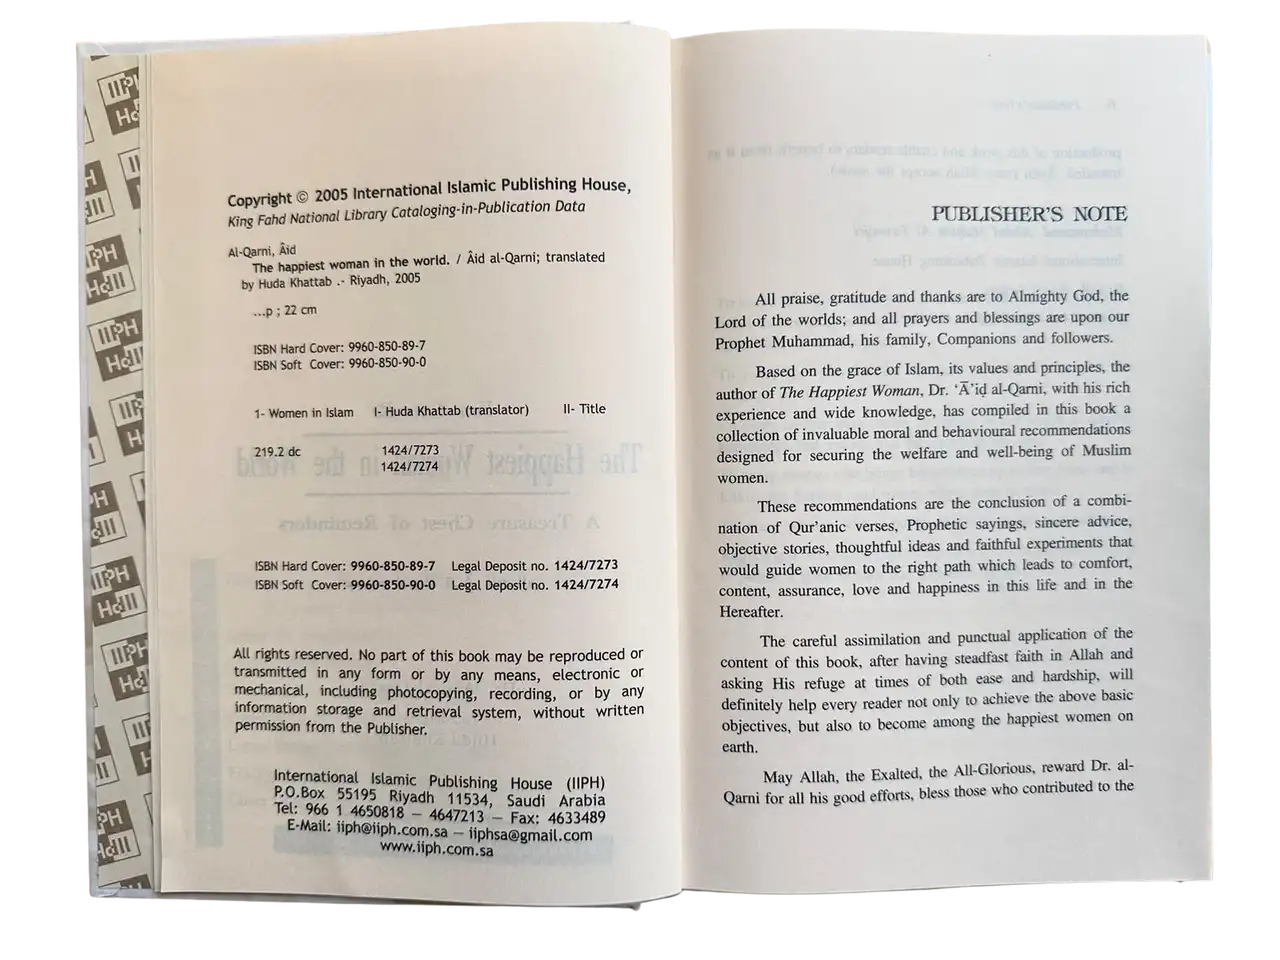 Copyright © 2005 International Islamic Publishing House,
King Fahd National Library Cataloging-in-Publication Data
Al-Qarni, Âid
The happiest woman in the world. / Âid al-Qarni; translated
by Huda Khattab .- Riyadh, 2005
...p ; 22 cm
ISBN Hard Cover: 9960-850-89-7
ISBN Soft Cover: 9960-850-90-0
1- Women in Islam I- Huda Khattab (translator) II- Title
219.2 dc 1424/7273
1424/7274
ISBN Hard Cover: 9960-850-89-7 Legal Deposit no. 1424/7273
ISBN Soft Cover: 9960-850-90-0 Legal Deposit no. 1424/7274
All rights reserved. No part of this book may be reproduced or
transmitted in any form or by any means, electronic or
mechanical, including photocopying, recording, or by any
information storage and retrieval system, without written
permission from the Publisher.
International Islamic Publishing House (IIPH)
P.O.Box 55195 Riyadh 11534, Saudi Arabia
Tel: 966 1 4650818 — 4647213 — Fax: 4633489
E-Mail: iiph@iiph.com.sa — iiphsa@gmail.com
www.iiph.com.sa
PUBLISHER'S NOTE
All praise, gratitude and thanks are to Almighty God, the
Lord of the worlds; and all prayers and blessings are upon our
Prophet Muhammad, his family, Companions and followers.
Based on the grace of Islam, its values and principles, the
author of The Happiest Woman, Dr. ‘Ā’iḍ al-Qarni, with his rich
experience and wide knowledge, has compiled in this book a
collection of invaluable moral and behavioural recommendations
designed for securing the welfare and well-being of Muslim
women.
These recommendations are the conclusion of a combi-
nation of Qur'anic verses, Prophetic sayings, sincere advice,
objective stories, thoughtful ideas and faithful experiments that
would guide women to the right path which leads to comfort,
content, assurance, love and happiness in this life and in the
Hereafter.
The careful assimilation and punctual application of the
content of this book, after having steadfast faith in Allah and
asking His refuge at times of both ease and hardship, will
definitely help every reader not only to achieve the above basic
objectives, but also to become among the happiest women on
earth.
May Allah, the Exalted, the All-Glorious, reward Dr. al-
Qarni for all his good efforts, bless those who contributed to the